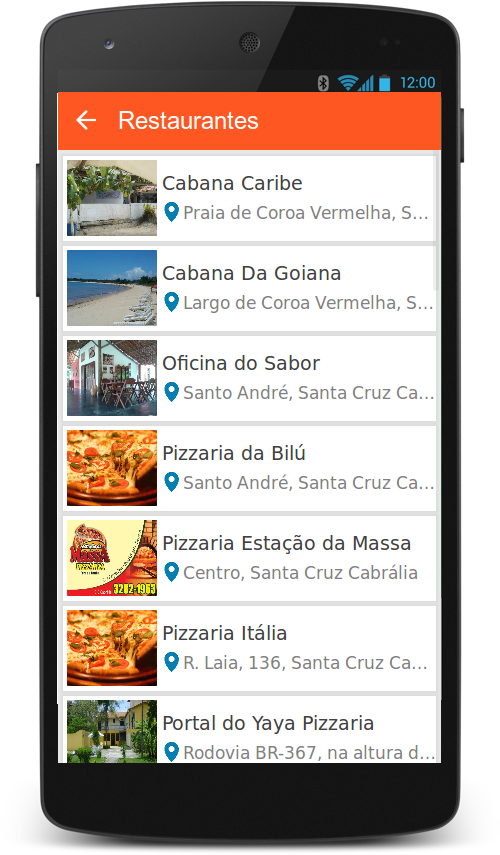 12:00
Restaurantes
Cabana Caribe
Praia de Coroa Vermelha, S...
Cabana Da Goiana
Largo de Coroa Vermelha, S...
Oficina do Sabor
Santo André, Santa Cruz Ca...
Pizzaria da Bilú
Santo André, Santa Cruz Ca...
Pizzaria Estação da Massa
MASSA
Centro, Santa Cruz Cabrália
Pizzaria Itália
R. Laia, 136, Santa Cruz Ca...
Portal do Yaya Pizzaria
Rodovia BR-367, na altura d...